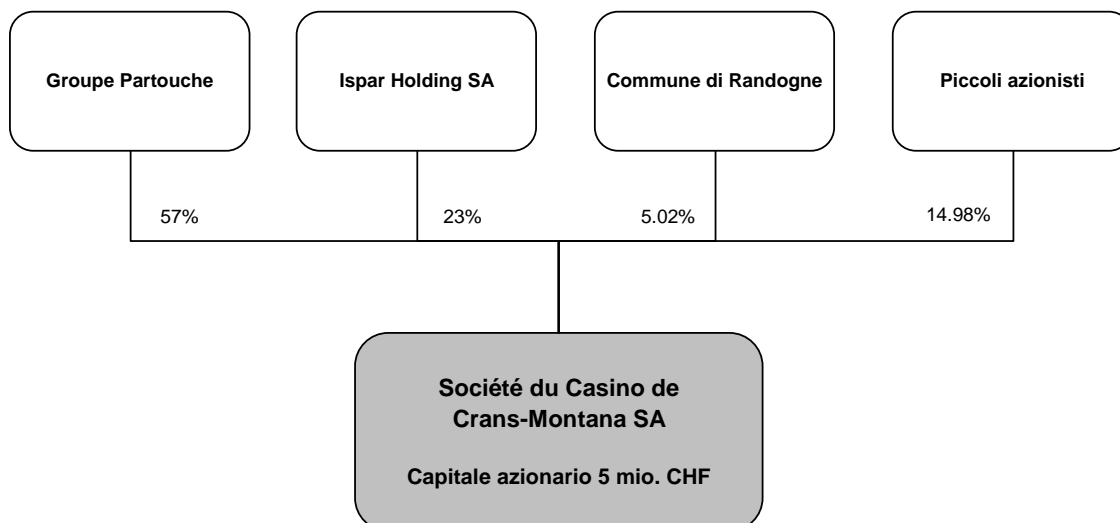 Groupe Partouche
Ispar Holding SA
Commune di Randogne
Piccoli azionisti
57%
23%
5.02%
14.98%
Société du Casino de
Crans-Montana SA
Capitale azionario 5 mio. CHF